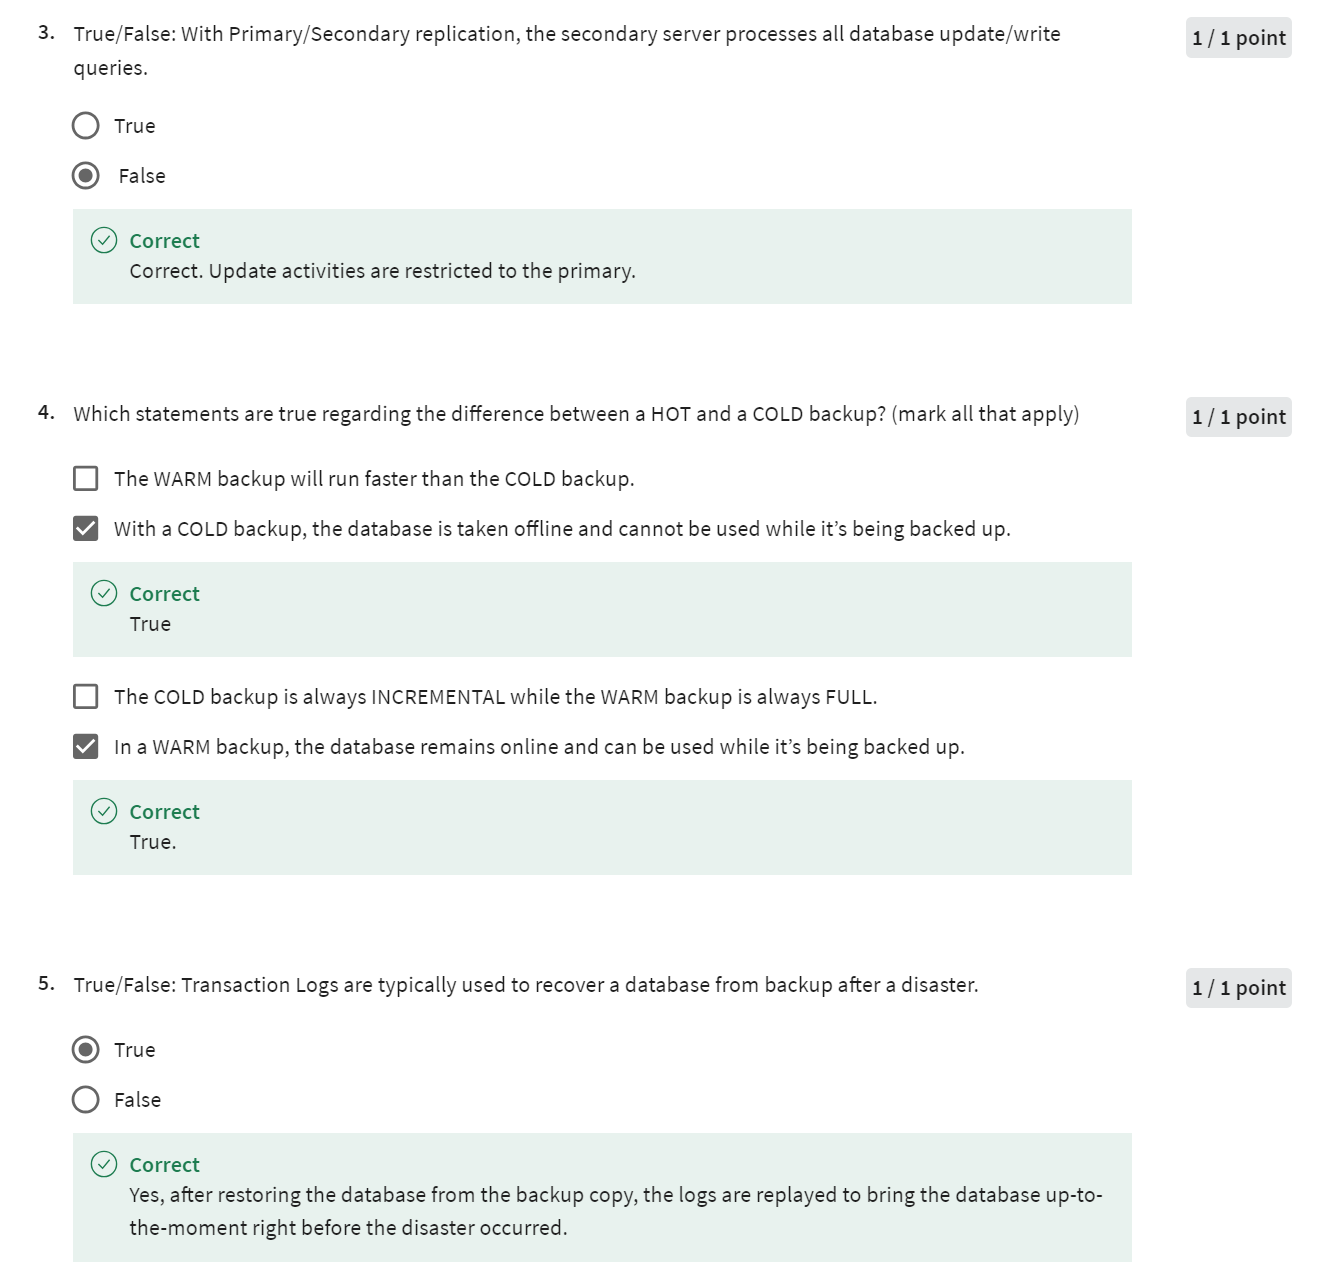 3. True/False: With Primary/Secondary replication, the secondary server processes all database update/write
1 / 1 point
queries.
True
False
Correct
Correct. Update activities are restricted to the primary.
4. Which statements are true regarding the difference between a HOT and a COLD backup? (mark all that apply)
1 / 1 point
The WARM backup will run faster than the COLD backup.
With a COLD backup, the database is taken offline and cannot be used while it’s being backed up.
Correct
True
The COLD backup is always INCREMENTAL while the WARM backup is always FULL.
In a WARM backup, the database remains online and can be used while it’s being backed up.
Correct
True.
5. True/False: Transaction Logs are typically used to recover a database from backup after a disaster.
1 / 1 point
True
False
Correct
Yes, after restoring the database from the backup copy, the logs are replayed to bring the database up-to-
the-moment right before the disaster occurred.